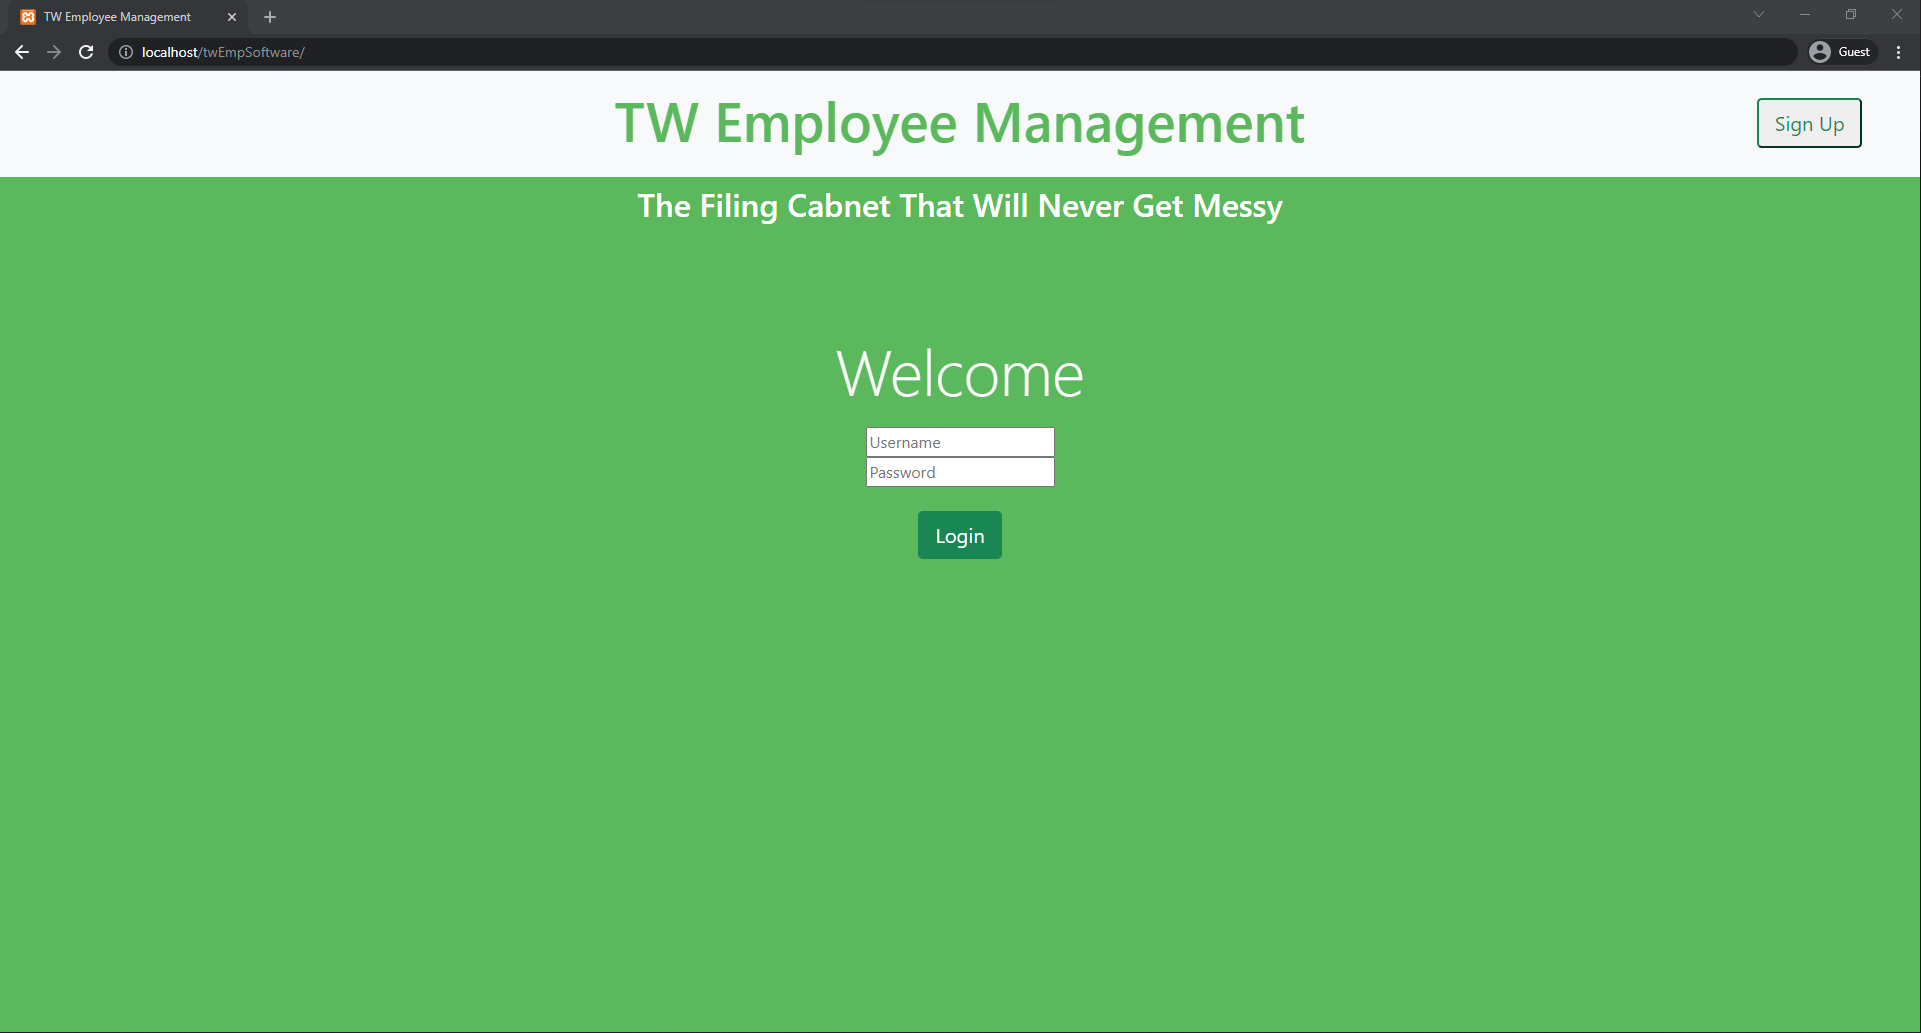 TW Employee Management
localhost/twEmpSoftware/
Guest
TW Employee Management
Sign Up
The Filing Cabnet That Will Never Get Messy
Welcome
Username
Password
Login